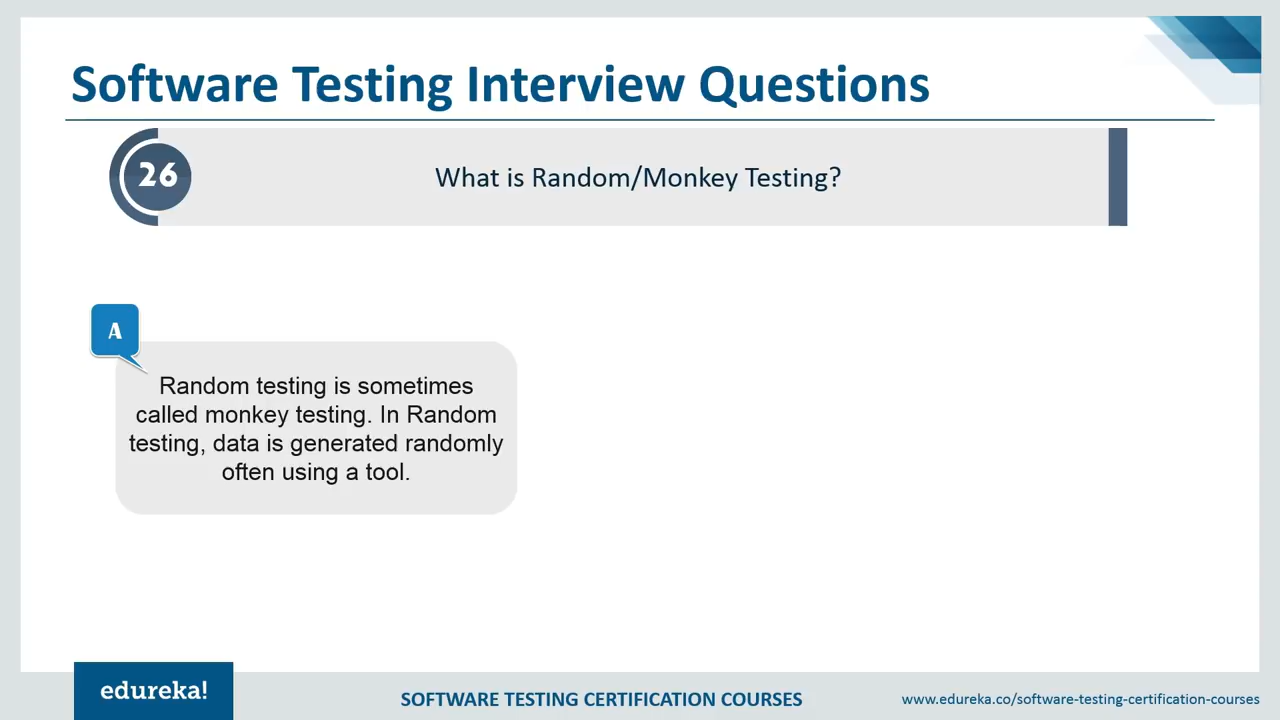 Software Testing Interview Questions
26
What is Random/Monkey Testing?
A
Random testing is sometimes
called monkey testing. In Random
testing, data is generated randomly
often using a tool.
edureka!
SOFTWARE TESTING CERTIFICATION COURSES
www.edureka.co/software-testing-certification-courses